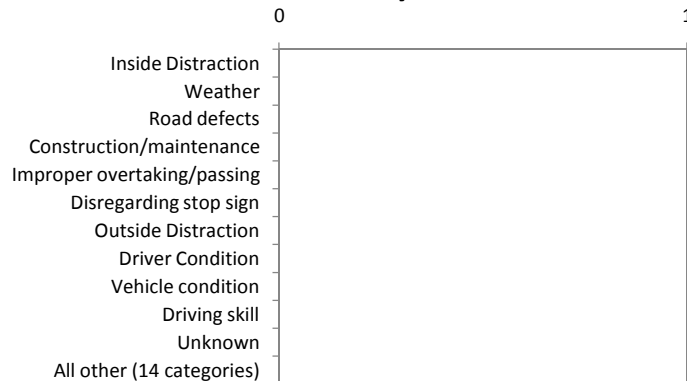 0 1
Inside Distraction
Weather
Road defects
Construction/maintenance
Improper overtaking/passing
Disregarding stop sign
Outside Distraction
Driver Condition
Vehicle condition
Driving skill
Unknown
All other (14 categories)